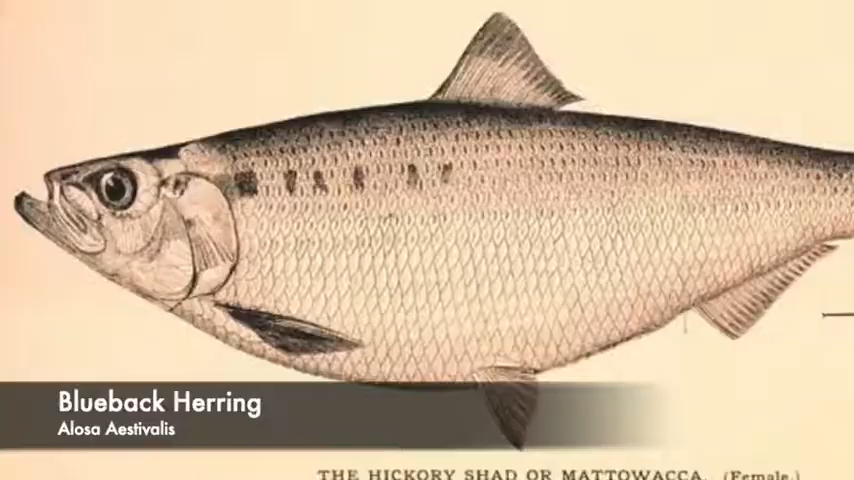 Blueback Herring
Alosa Aestivalis
THE HICKORY SHAD OR MATTOWACCA. (Female.)